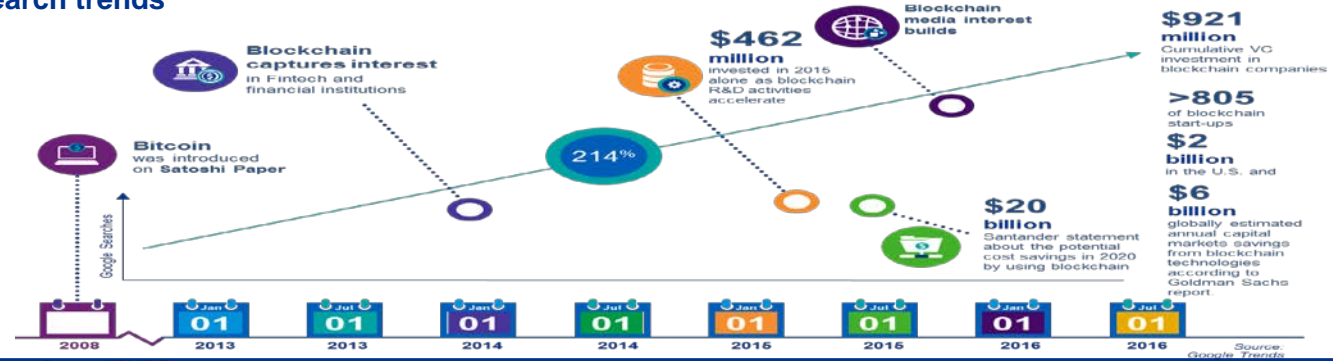 earch trends
Blockchain
captures interest
in Fintoch and
financial institutions
Bitcoin
was introduced
on Satoshi Paper
214%
$462
million
invested in 2015
alone as blockchain
R&D activities
accelerate
Blockchain
media interest
builds
$20
billion
Santander statement
about the potential
cost savings in 2020
by using blockchain
$921
million
Cumulative VC
investment in
blockchain companies
>805
of blockchain
start-ups
$2
billion
in the U.S. and
$6
billion
globally estimated
annual capital
markets savings
from blockchain
technologies
according to
Goldman Sachs
report.
Google Searches
Jan
01
Jul
01
Jan
01
Jul
01
Jan
01
Jul
01
Jan
01
Jul
01
2008
2013
2013
2014
2014
2015
2015
2016
2016
Source:
Google Trends